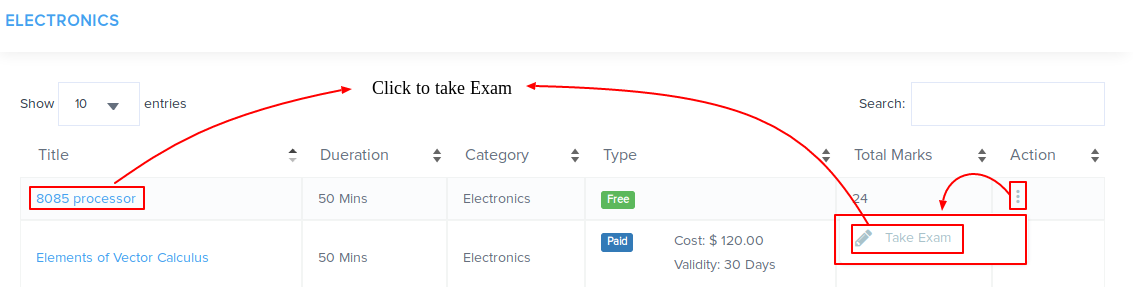 ELECTRONICS
Show 10 entries Click to take Exam Search:
Title Dueration Category Type Total Marks Action
8085 processor 50 Mins Electronics Free 24
Take Exam
Elements of Vector Calculus 50 Mins Electronics Paid Cost: $ 120.00
Validity: 30 Days